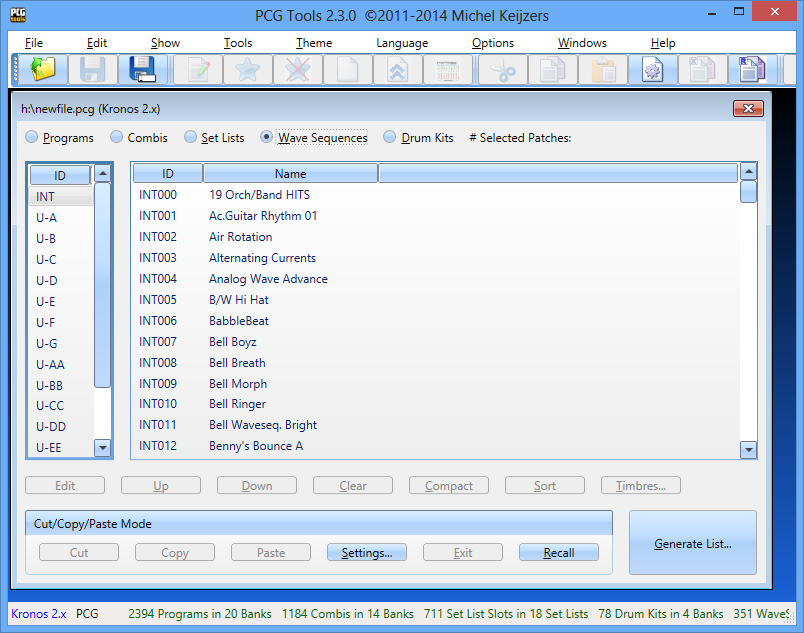 PCG TOOLS
PCG Tools 2.3.0 ©2011-2014 Michel Keijzers
File Edit Show Tools Theme Language Options Windows Help
h:\newfile.pcg (Kronos 2.x)
Programs Combis Set Lists Wave Sequences Drum Kits # Selected Patches:
ID ID Name
INT INT000 19 Orch/Band HITS
U-A INT001 Ac.Guitar Rhythm 01
U-B INT002 Air Rotation
U-C INT003 Alternating Currents
U-D INT004 Analog Wave Advance
U-E INT005 B/W Hi Hat
U-F INT006 BabbleBeat
U-G INT007 Bell Boyz
U-AA INT008 Bell Breath
U-BB INT009 Bell Morph
U-CC INT010 Bell Ringer
U-DD INT011 Bell Waveseq. Bright
U-EE INT012 Benny's Bounce A
Edit Up Down Clear Compact Sort Timbres...
Cut/Copy/Paste Mode
Cut Copy Paste Settings... Exit Recall
Generate List...
Kronos 2.x PCG 2394 Programs in 20 Banks 1184 Combis in 14 Banks 711 Set List Slots in 18 Set Lists 78 Drum Kits in 4 Banks 351 WaveS